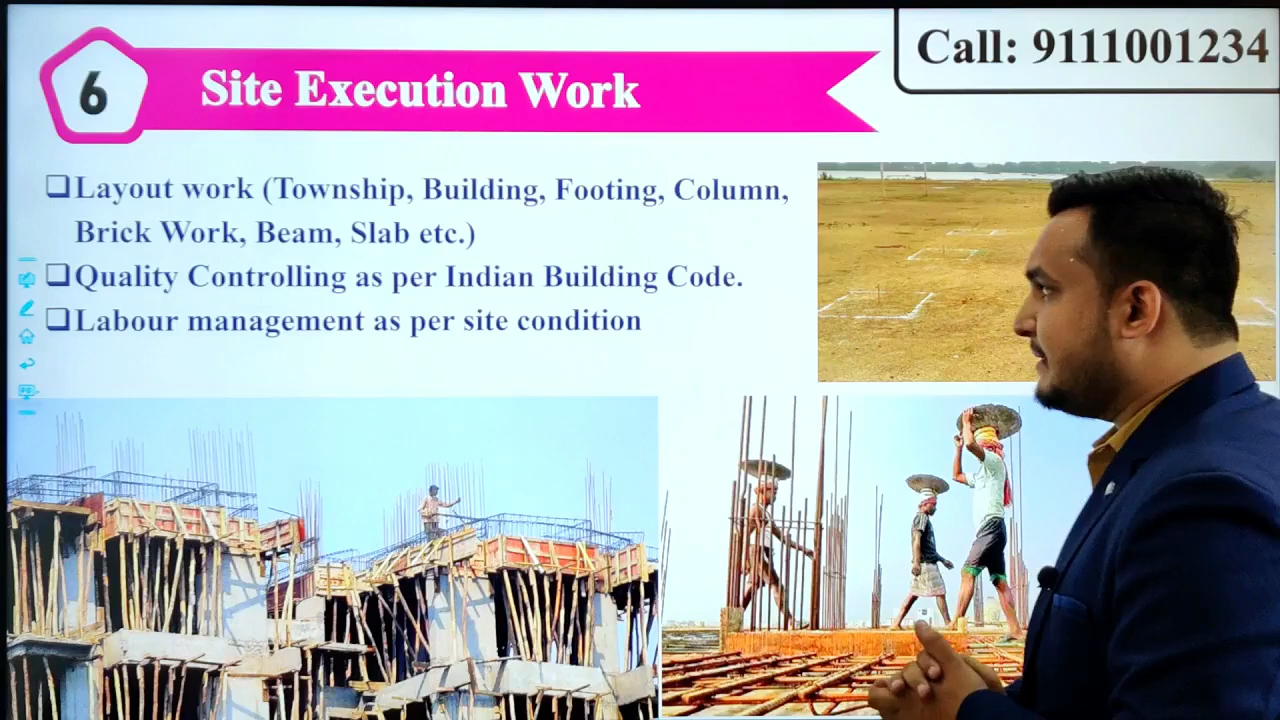 6
Site Execution Work
Call: 9111001234
❑Layout work (Township, Building, Footing, Column,
Brick Work, Beam, Slab etc.)
❑Quality Controlling as per Indian Building Code.
❑Labour management as per site condition